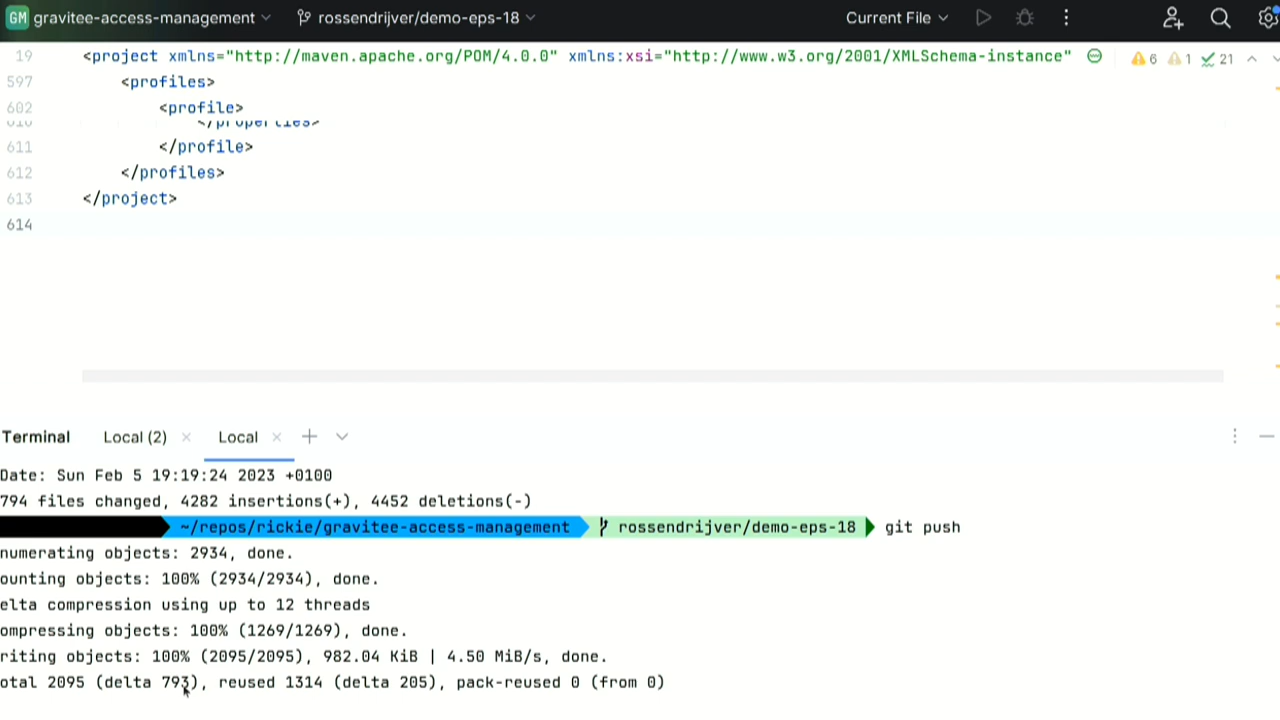 GM gravitee-access-management rossendrijver/demo-eps-18 Current File
19 <project xmlns="http://maven.apache.org/POM/4.0.0" xmlns:xsi="http://www.w3.org/2001/XMLSchema-instance" 6 1 21
597 <profiles>
602 <profile>
610 </properties>
611 </profile>
612 </profiles>
613 </project>
614
Terminal Local (2) × Local × +
Date: Sun Feb 5 19:19:24 2023 +0100
794 files changed, 4282 insertions(+), 4452 deletions(-)
~/repos/rickie/gravitee-access-management rossendrijver/demo-eps-18 git push
numerating objects: 2934, done.
ounting objects: 100% (2934/2934), done.
elta compression using up to 12 threads
ompressing objects: 100% (1269/1269), done.
riting objects: 100% (2095/2095), 982.04 KiB | 4.50 MiB/s, done.
otal 2095 (delta 793), reused 1314 (delta 205), pack-reused 0 (from 0)